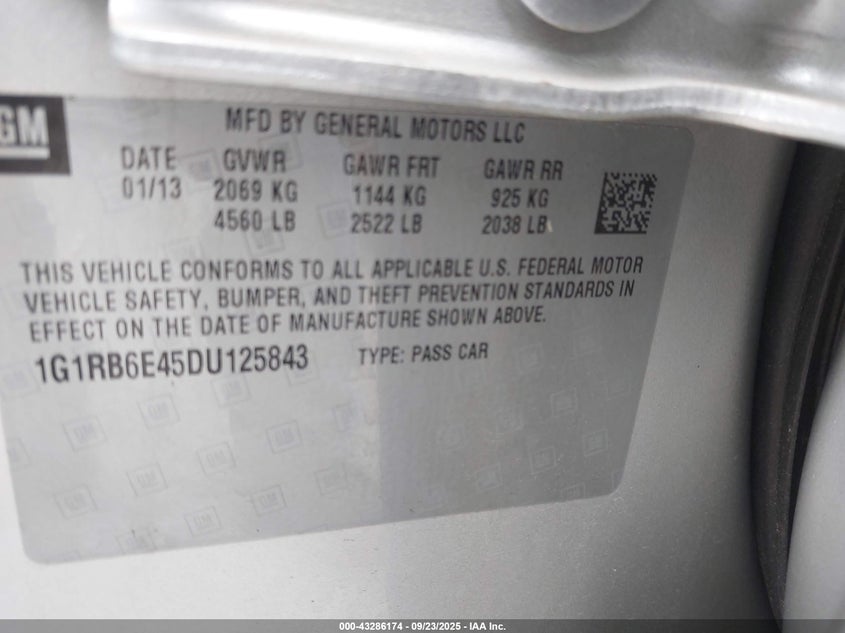 GM
MFD BY GENERAL MOTORS LLC
DATE GVWR GAWR FRT GAWR RR
01/13 2069 KG 1144 KG 925 KG
4560 LB 2522 LB 2038 LB
THIS VEHICLE CONFORMS TO ALL APPLICABLE U.S. FEDERAL MOTOR
VEHICLE SAFETY, BUMPER, AND THEFT PREVENTION STANDARDS IN
EFFECT ON THE DATE OF MANUFACTURE SHOWN ABOVE.
1G1RB6E45DU125843 TYPE: PASS CAR
000-43286174 - 09/23/2025 - IAA Inc.